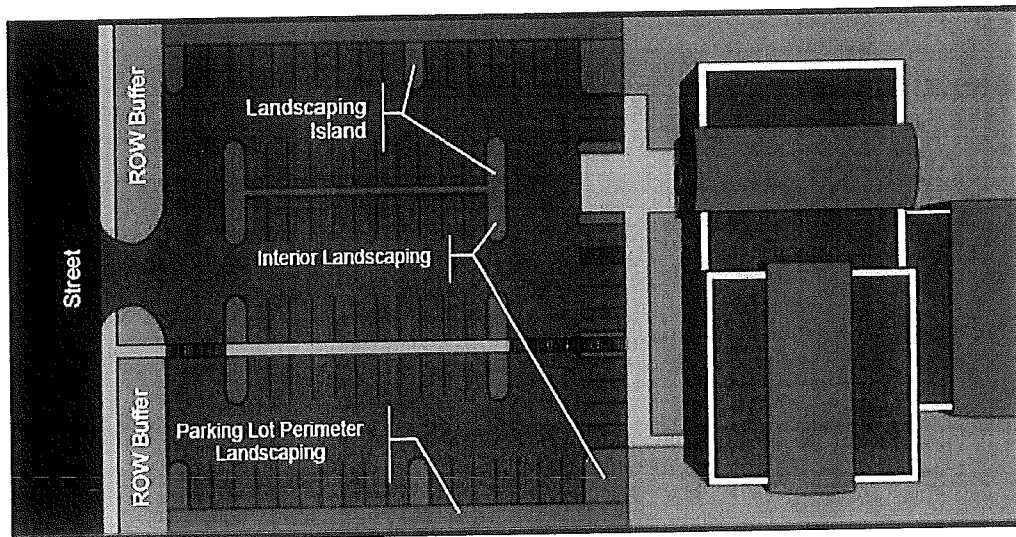 Street
ROW Buffer
ROW Buffer
Landscaping
Island
Interior Landscaping
Parking Lot Perimeter
Landscaping